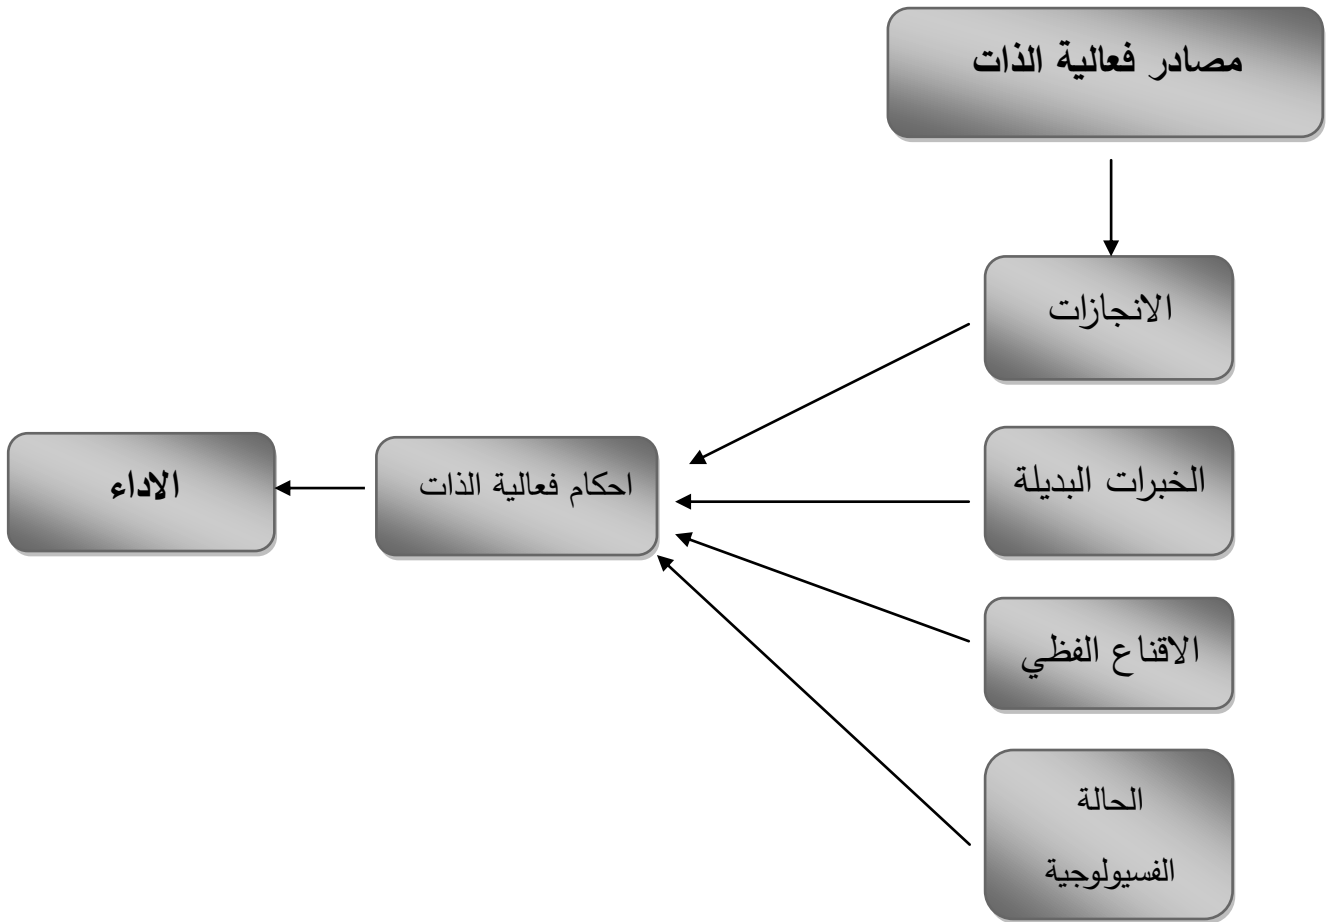 مصادر فعالية الذات
الانجازات
الخبرات البديلة
احكام فعالية الذات
الاداء
الاقناع الفظي
الحالة
الفسيولوجية